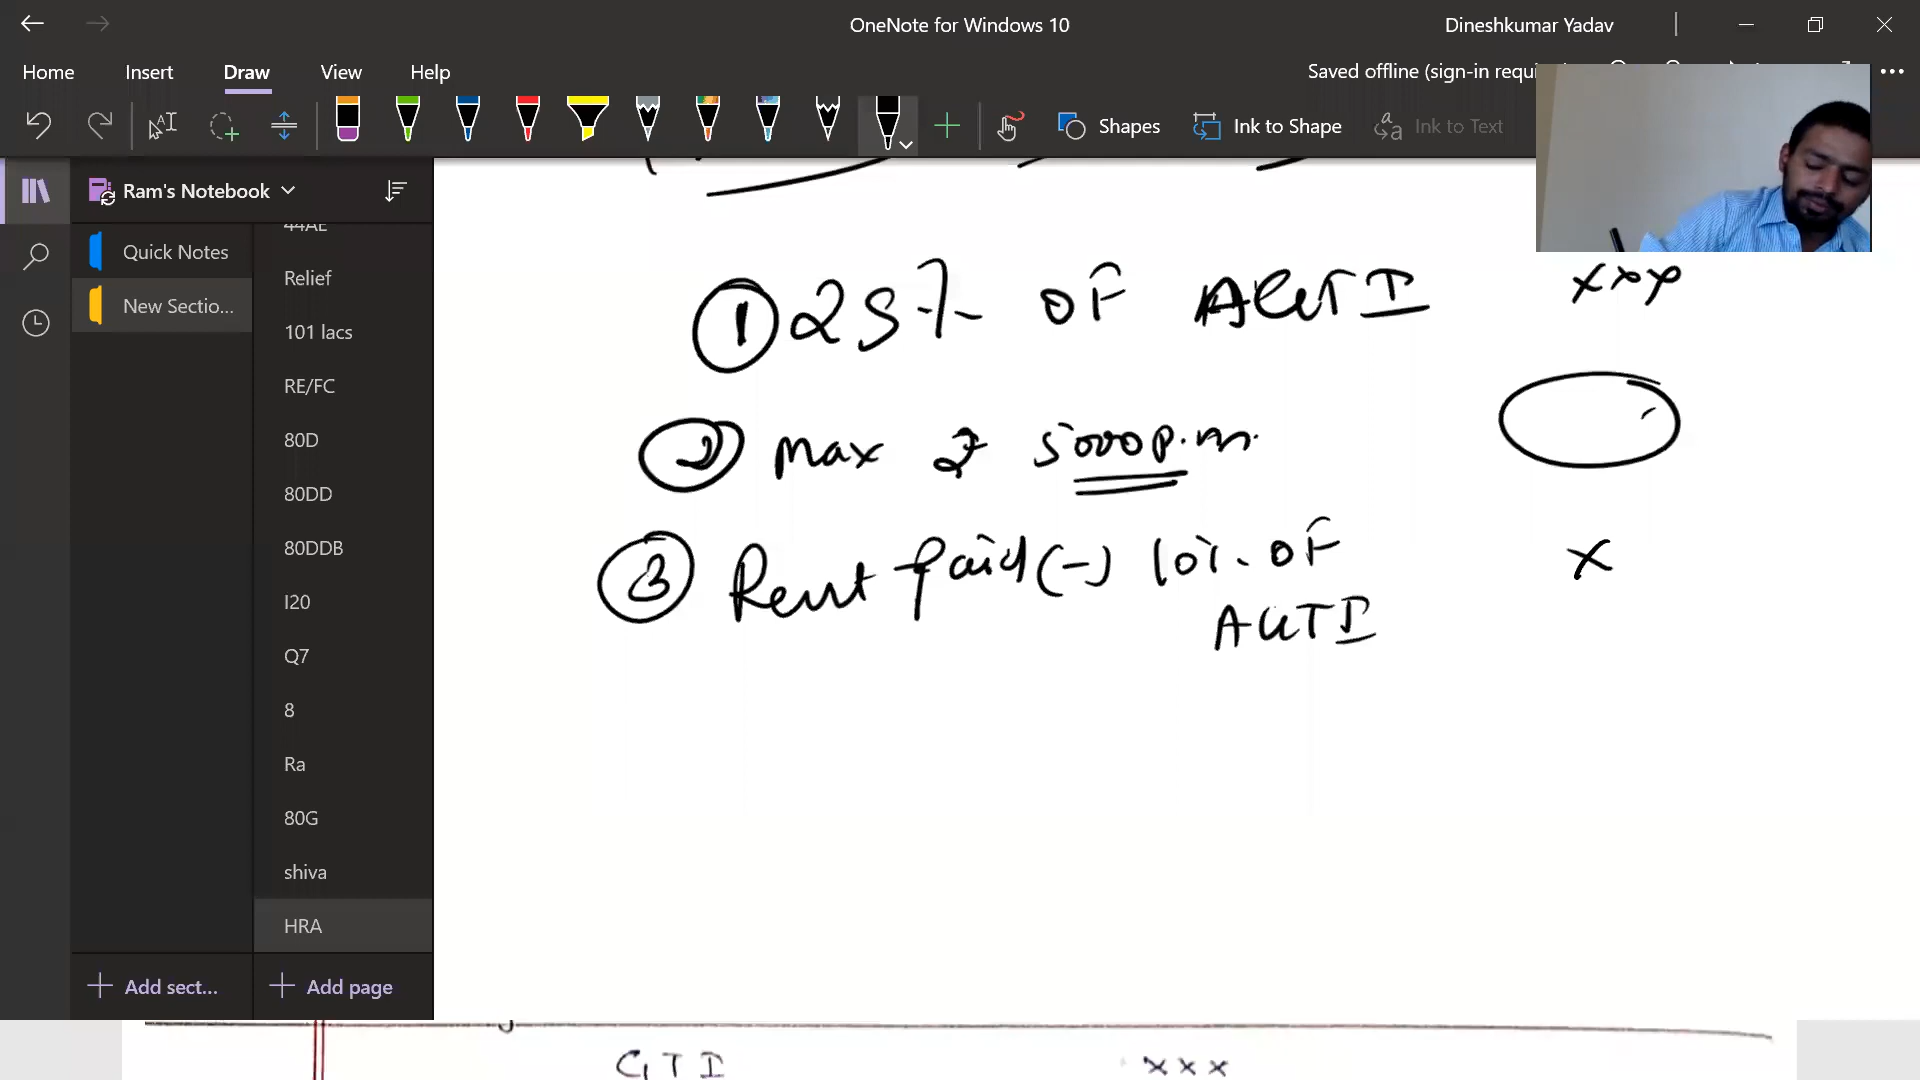 OneNote for Windows 10
Dineshkumar Yadav
Home Insert Draw View Help
Saved offline (sign-in requi
Shapes Ink to Shape Ink to Text
Ram's Notebook
Quick Notes
New Sectio...
44AE
Relief
101 lacs
RE/FC
80D
80DD
80DDB
I20
Q7
8
Ra
80G
shiva
HRA
Add sect...
Add page
① 25% OF AGTI xxx
② Max ₹ 5000 p.m.
③ Rent paid (-) 10% OF x
AGTI
GTI xxx